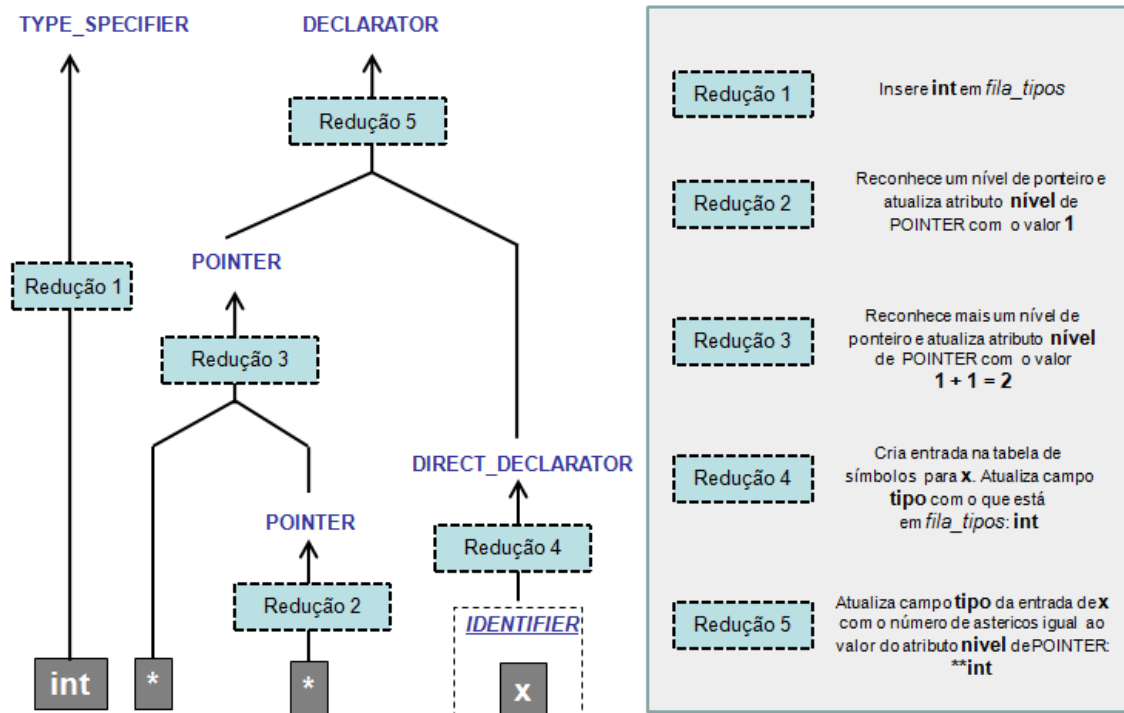 TYPE_SPECIFIER
DECLARATOR
Redução 5
POINTER
Redução 1
Redução 3
DIRECT_DECLARATOR
POINTER
Redução 4
Redução 2
IDENTIFIER
int
*
*
x
Redução 1
Insere int em fila_tipos
Redução 2
Reconhece um nível de ponteiro e
atualiza atributo nível de
POINTER com o valor 1
Redução 3
Reconhece mais um nível de
ponteiro e atualiza atributo nível
de POINTER com o valor
1 + 1 = 2
Redução 4
Cria entrada na tabela de
símbolos para x. Atualiza campo
tipo com o que está
em fila_tipos: int
Redução 5
Atualiza campo tipo da entrada de x
com o número de astericos igual ao
valor do atributo nivel de POINTER:
**int